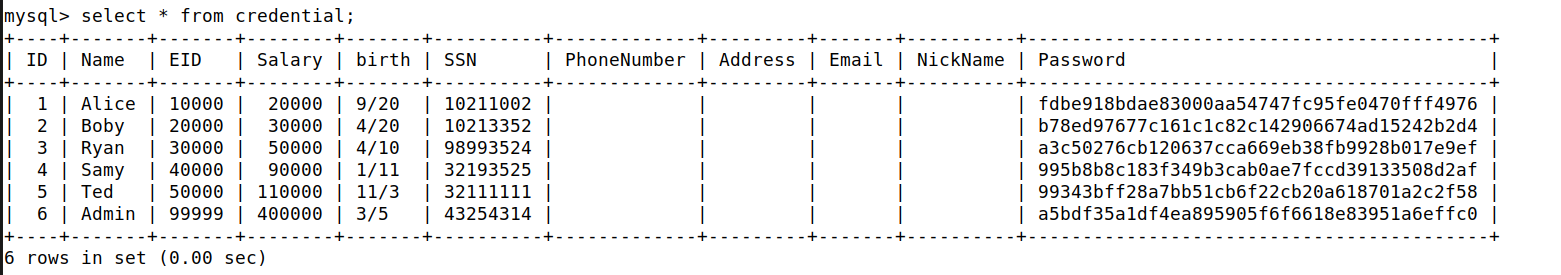 mysql> select * from credential;
+----+-------+-------+--------+-------+----------+-------------+---------+-------+----------+------------------------------------------+
| ID | Name  | EID   | Salary | birth | SSN      | PhoneNumber | Address | Email | NickName | Password                                 |
+----+-------+-------+--------+-------+----------+-------------+---------+-------+----------+------------------------------------------+
|  1 | Alice | 10000 |  20000 | 9/20  | 10211002 |             |         |       |          | fdbe918bdae83000aa54747fc95fe0470fff4976 |
|  2 | Boby  | 20000 |  30000 | 4/20  | 10213352 |             |         |       |          | b78ed97677c161c1c82c142906674ad15242b2d4 |
|  3 | Ryan  | 30000 |  50000 | 4/10  | 98993524 |             |         |       |          | a3c50276cb120637cca669eb38fb9928b017e9ef |
|  4 | Samy  | 40000 |  90000 | 1/11  | 32193525 |             |         |       |          | 995b8b8c183f349b3cab0ae7fccd39133508d2af |
|  5 | Ted   | 50000 | 110000 | 11/3  | 32111111 |             |         |       |          | 99343bff28a7bb51cb6f22cb20a618701a2c2f58 |
|  6 | Admin | 99999 | 400000 | 3/5   | 43254314 |             |         |       |          | a5bdf35a1df4ea895905f6f6618e83951a6effc0 |
+----+-------+-------+--------+-------+----------+-------------+---------+-------+----------+------------------------------------------+
6 rows in set (0.00 sec)